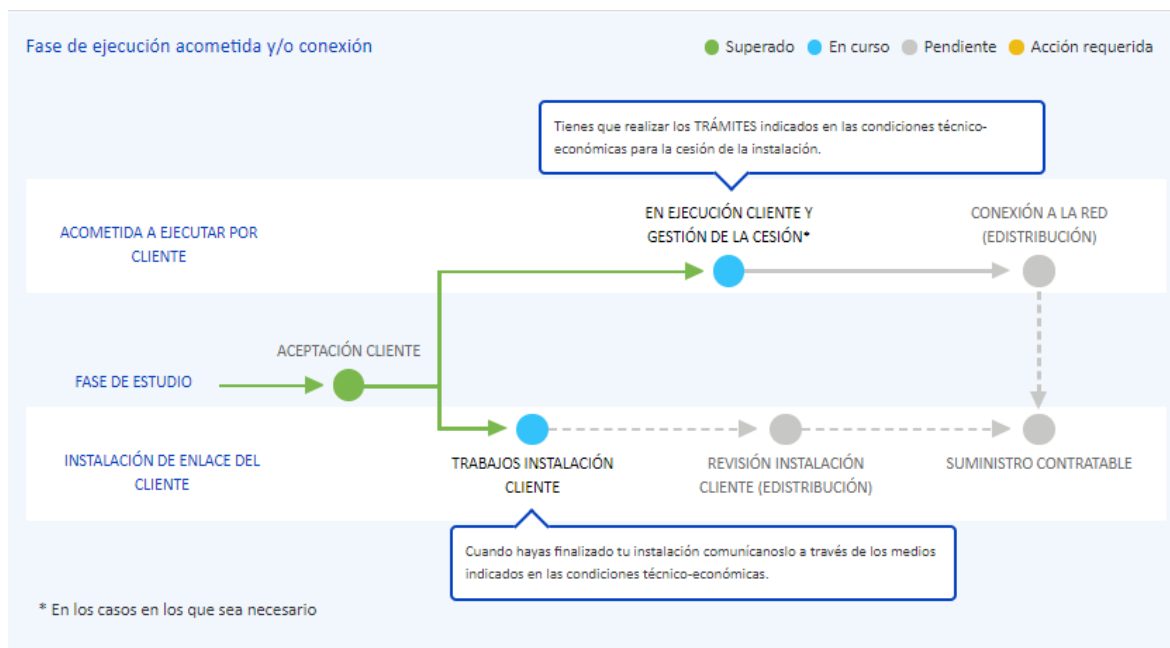 Fase de ejecución acometida y/o conexión
Superado
En curso
Pendiente
Acción requerida
Tienes que realizar los TRÁMITES indicados en las condiciones técnico-
económicas para la cesión de la instalación.
ACOMETIDA A EJECUTAR POR
CLIENTE
EN EJECUCIÓN CLIENTE Y
GESTIÓN DE LA CESIÓN*
CONEXIÓN A LA RED
(EDISTRIBUCIÓN)
ACEPTACIÓN CLIENTE
FASE DE ESTUDIO
INSTALACIÓN DE ENLACE DEL
CLIENTE
TRABAJOS INSTALACIÓN
CLIENTE
REVISIÓN INSTALACIÓN
CLIENTE (EDISTRIBUCIÓN)
SUMINISTRO CONTRATABLE
Cuando hayas finalizado tu instalación comunícanoslo a través de los medios
indicados en las condiciones técnico-económicas.
* En los casos en los que sea necesario